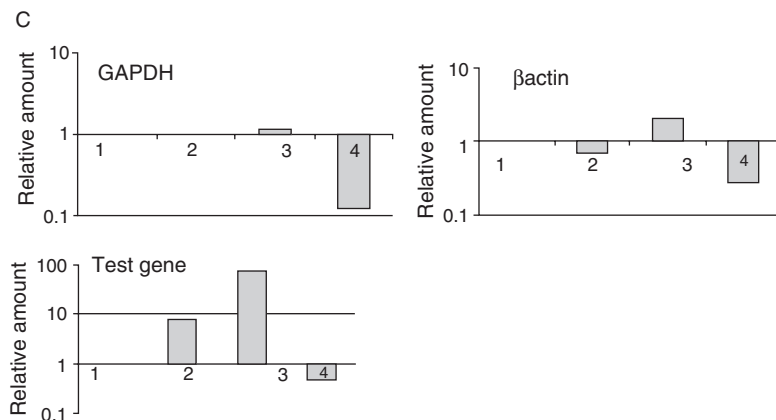 C
GAPDH
Relative amount
10
1
0.1
1 2 3 4
βactin
Relative amount
10
1
0.1
1 2 3 4
Test gene
Relative amount
100
10
1
0.1
1 2 3 4